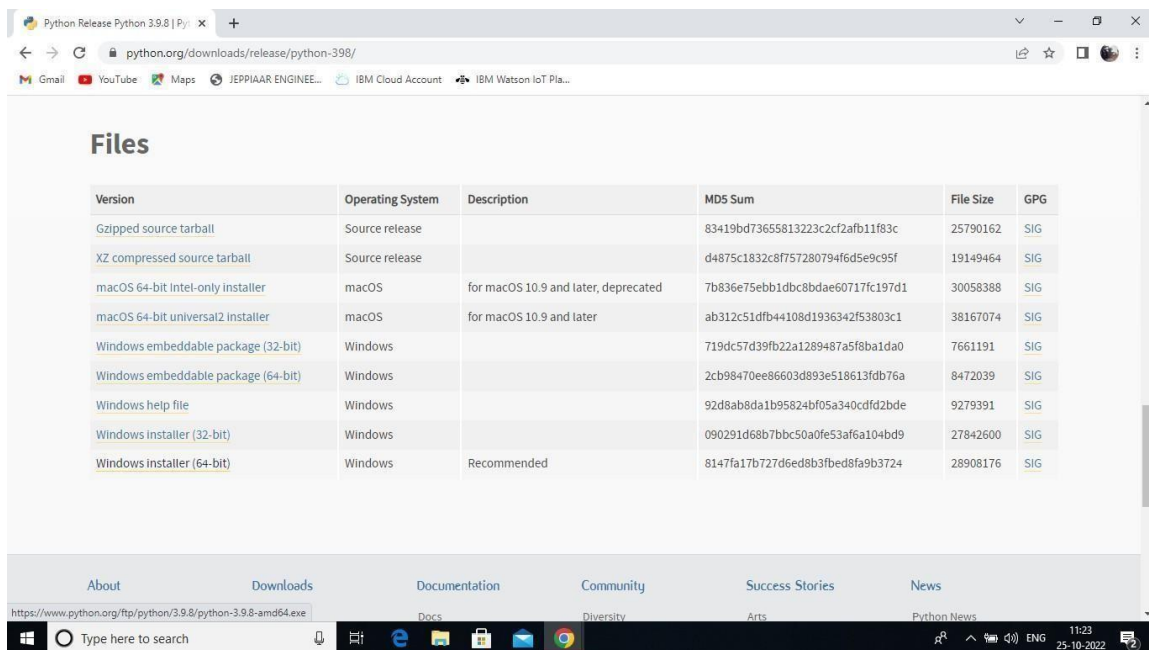 Python Release Python 3.9.8 | Pyt
python.org/downloads/release/python-398/
Gmail YouTube Maps JEPPIAAR ENGINEE... IBM Cloud Account IBM Watson IoT Pla...
Files
Version Operating System Description MD5 Sum File Size GPG
Gzipped source tarball Source release 83419bd73655813223c2cf2afb11f83c 25790162 SIG
XZ compressed source tarball Source release d4875c1832c8f757280794f6d5e9c95f 19149464 SIG
macOS 64-bit Intel-only installer macOS for macOS 10.9 and later, deprecated 7b836e75ebb1dbc8bdae60717fc197d1 30058388 SIG
macOS 64-bit universal2 installer macOS for macOS 10.9 and later ab312c51dfb44108d1936342f53803c1 38167074 SIG
Windows embeddable package (32-bit) Windows 719dc57d39fb22a1289487a5f8ba1da0 7661191 SIG
Windows embeddable package (64-bit) Windows 2cb98470ee86603d893e518613fdb76a 8472039 SIG
Windows help file Windows 92d8ab8da1b95824bf05a340cdfd2bde 9279391 SIG
Windows installer (32-bit) Windows 090291d68b7bbc50a0fe53af6a104bd9 27842600 SIG
Windows installer (64-bit) Windows Recommended 8147fa17b727d6ed8b3fbed8fa9b3724 28908176 SIG
About Downloads Documentation Community Success Stories News
https://www.python.org/ftp/python/3.9.8/python-3.9.8-amd64.exe Docs Diversity Arts Python News
Type here to search ENG 11:23
25-10-2022